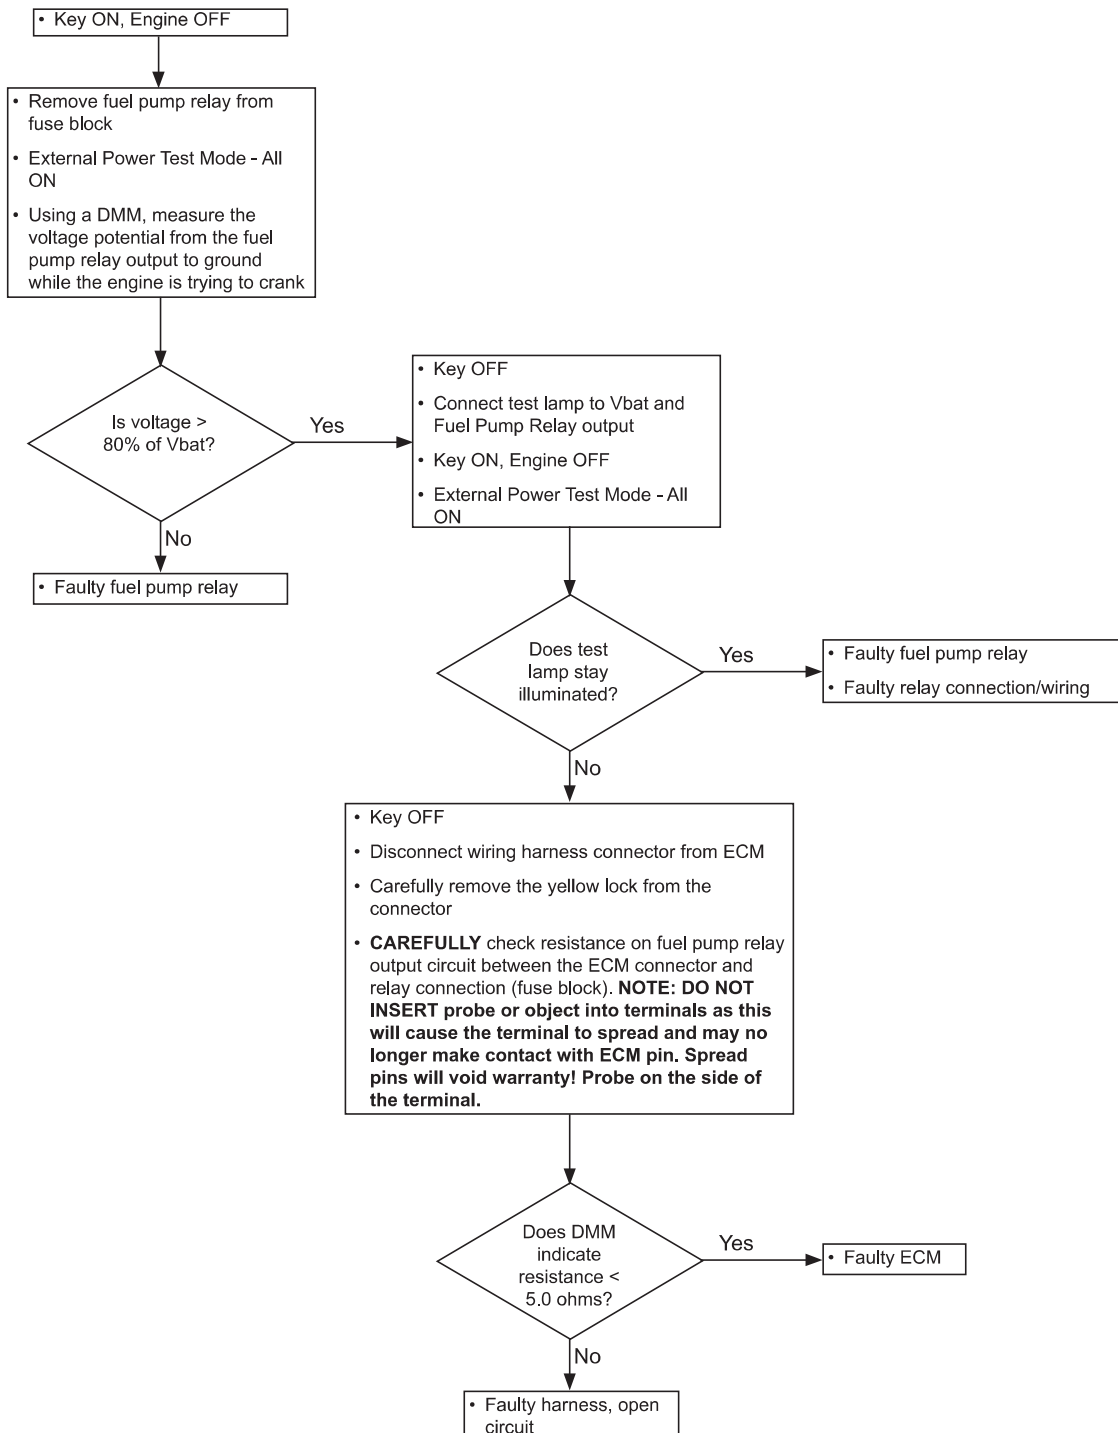 • Key ON, Engine OFF
• Remove fuel pump relay from
fuse block
• External Power Test Mode - All
ON
• Using a DMM, measure the
voltage potential from the fuel
pump relay output to ground
while the engine is trying to crank
Is voltage >
80% of Vbat?
Yes
No
• Faulty fuel pump relay
• Key OFF
• Connect test lamp to Vbat and
Fuel Pump Relay output
• Key ON, Engine OFF
• External Power Test Mode - All
ON
Does test
lamp stay
illuminated?
Yes
• Faulty fuel pump relay
• Faulty relay connection/wiring
No
• Key OFF
• Disconnect wiring harness connector from ECM
• Carefully remove the yellow lock from the
connector
• CAREFULLY check resistance on fuel pump relay
output circuit between the ECM connector and
relay connection (fuse block). NOTE: DO NOT
INSERT probe or object into terminals as this
will cause the terminal to spread and may no
longer make contact with ECM pin. Spread
pins will void warranty! Probe on the side of
the terminal.
Does DMM
indicate
resistance <
5.0 ohms?
Yes
• Faulty ECM
No
• Faulty harness, open
circuit